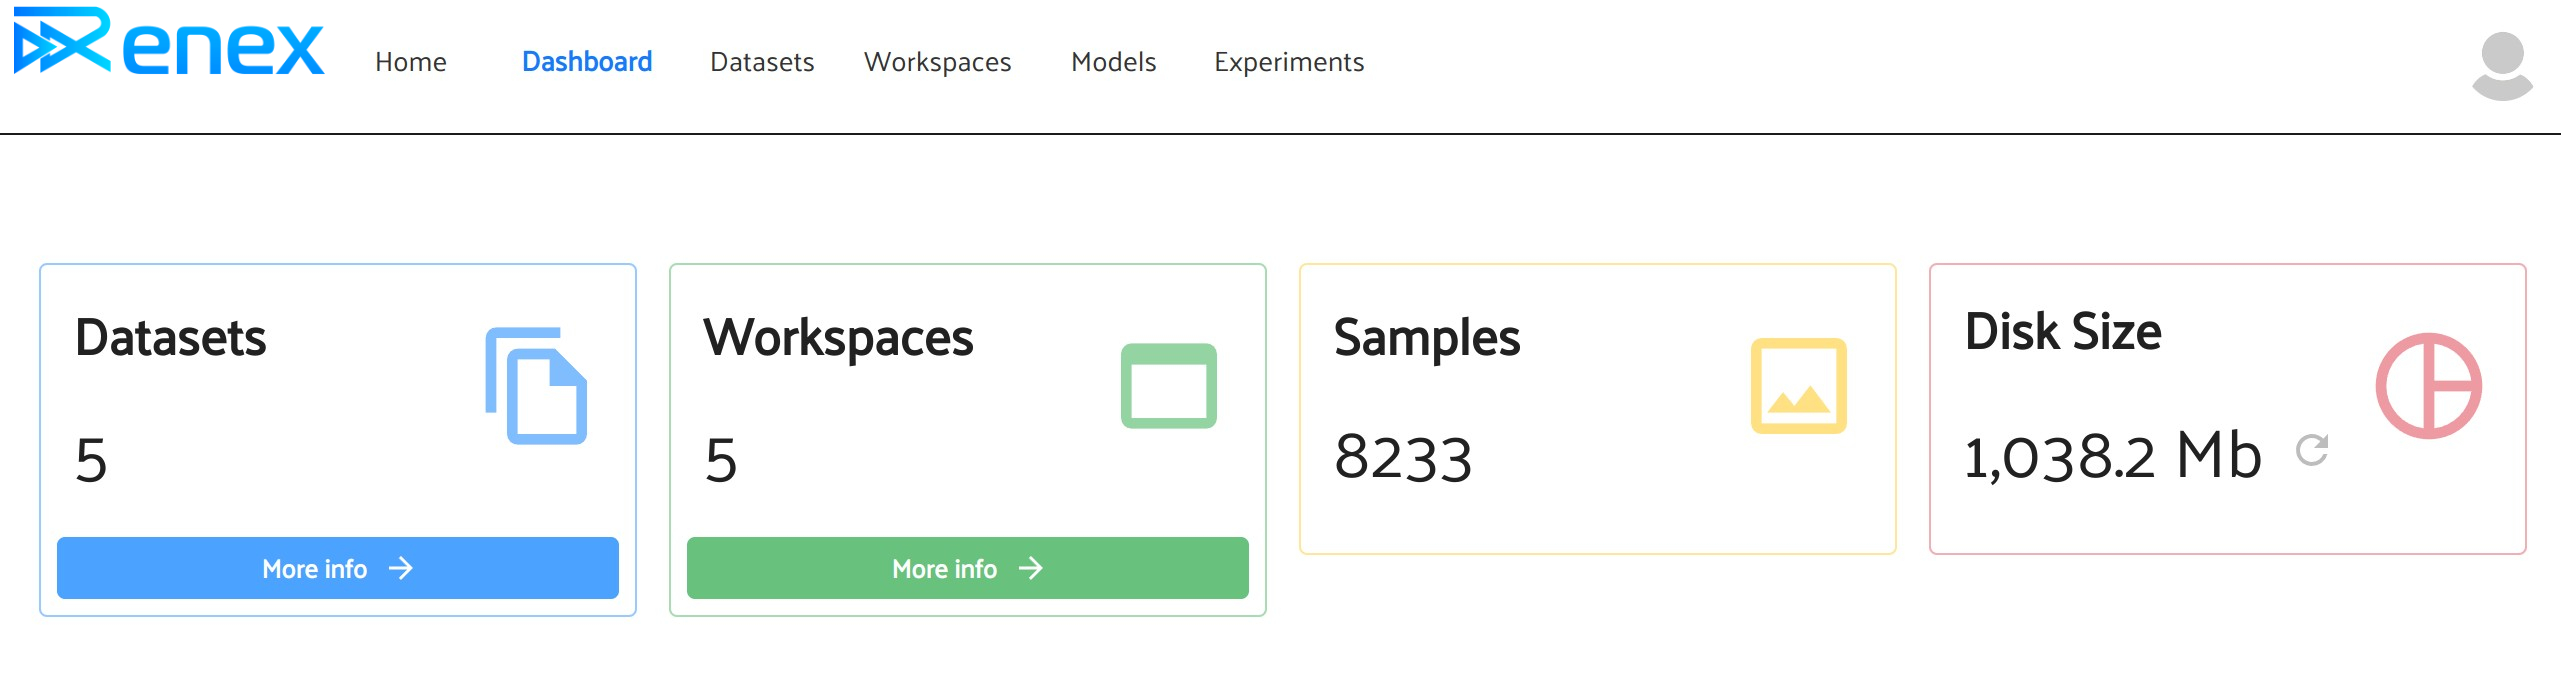 Renex
Home Dashboard Datasets Workspaces Models Experiments
Datasets
5
More info
Workspaces
5
More info
Samples
8233
Disk Size
1,038.2 Mb